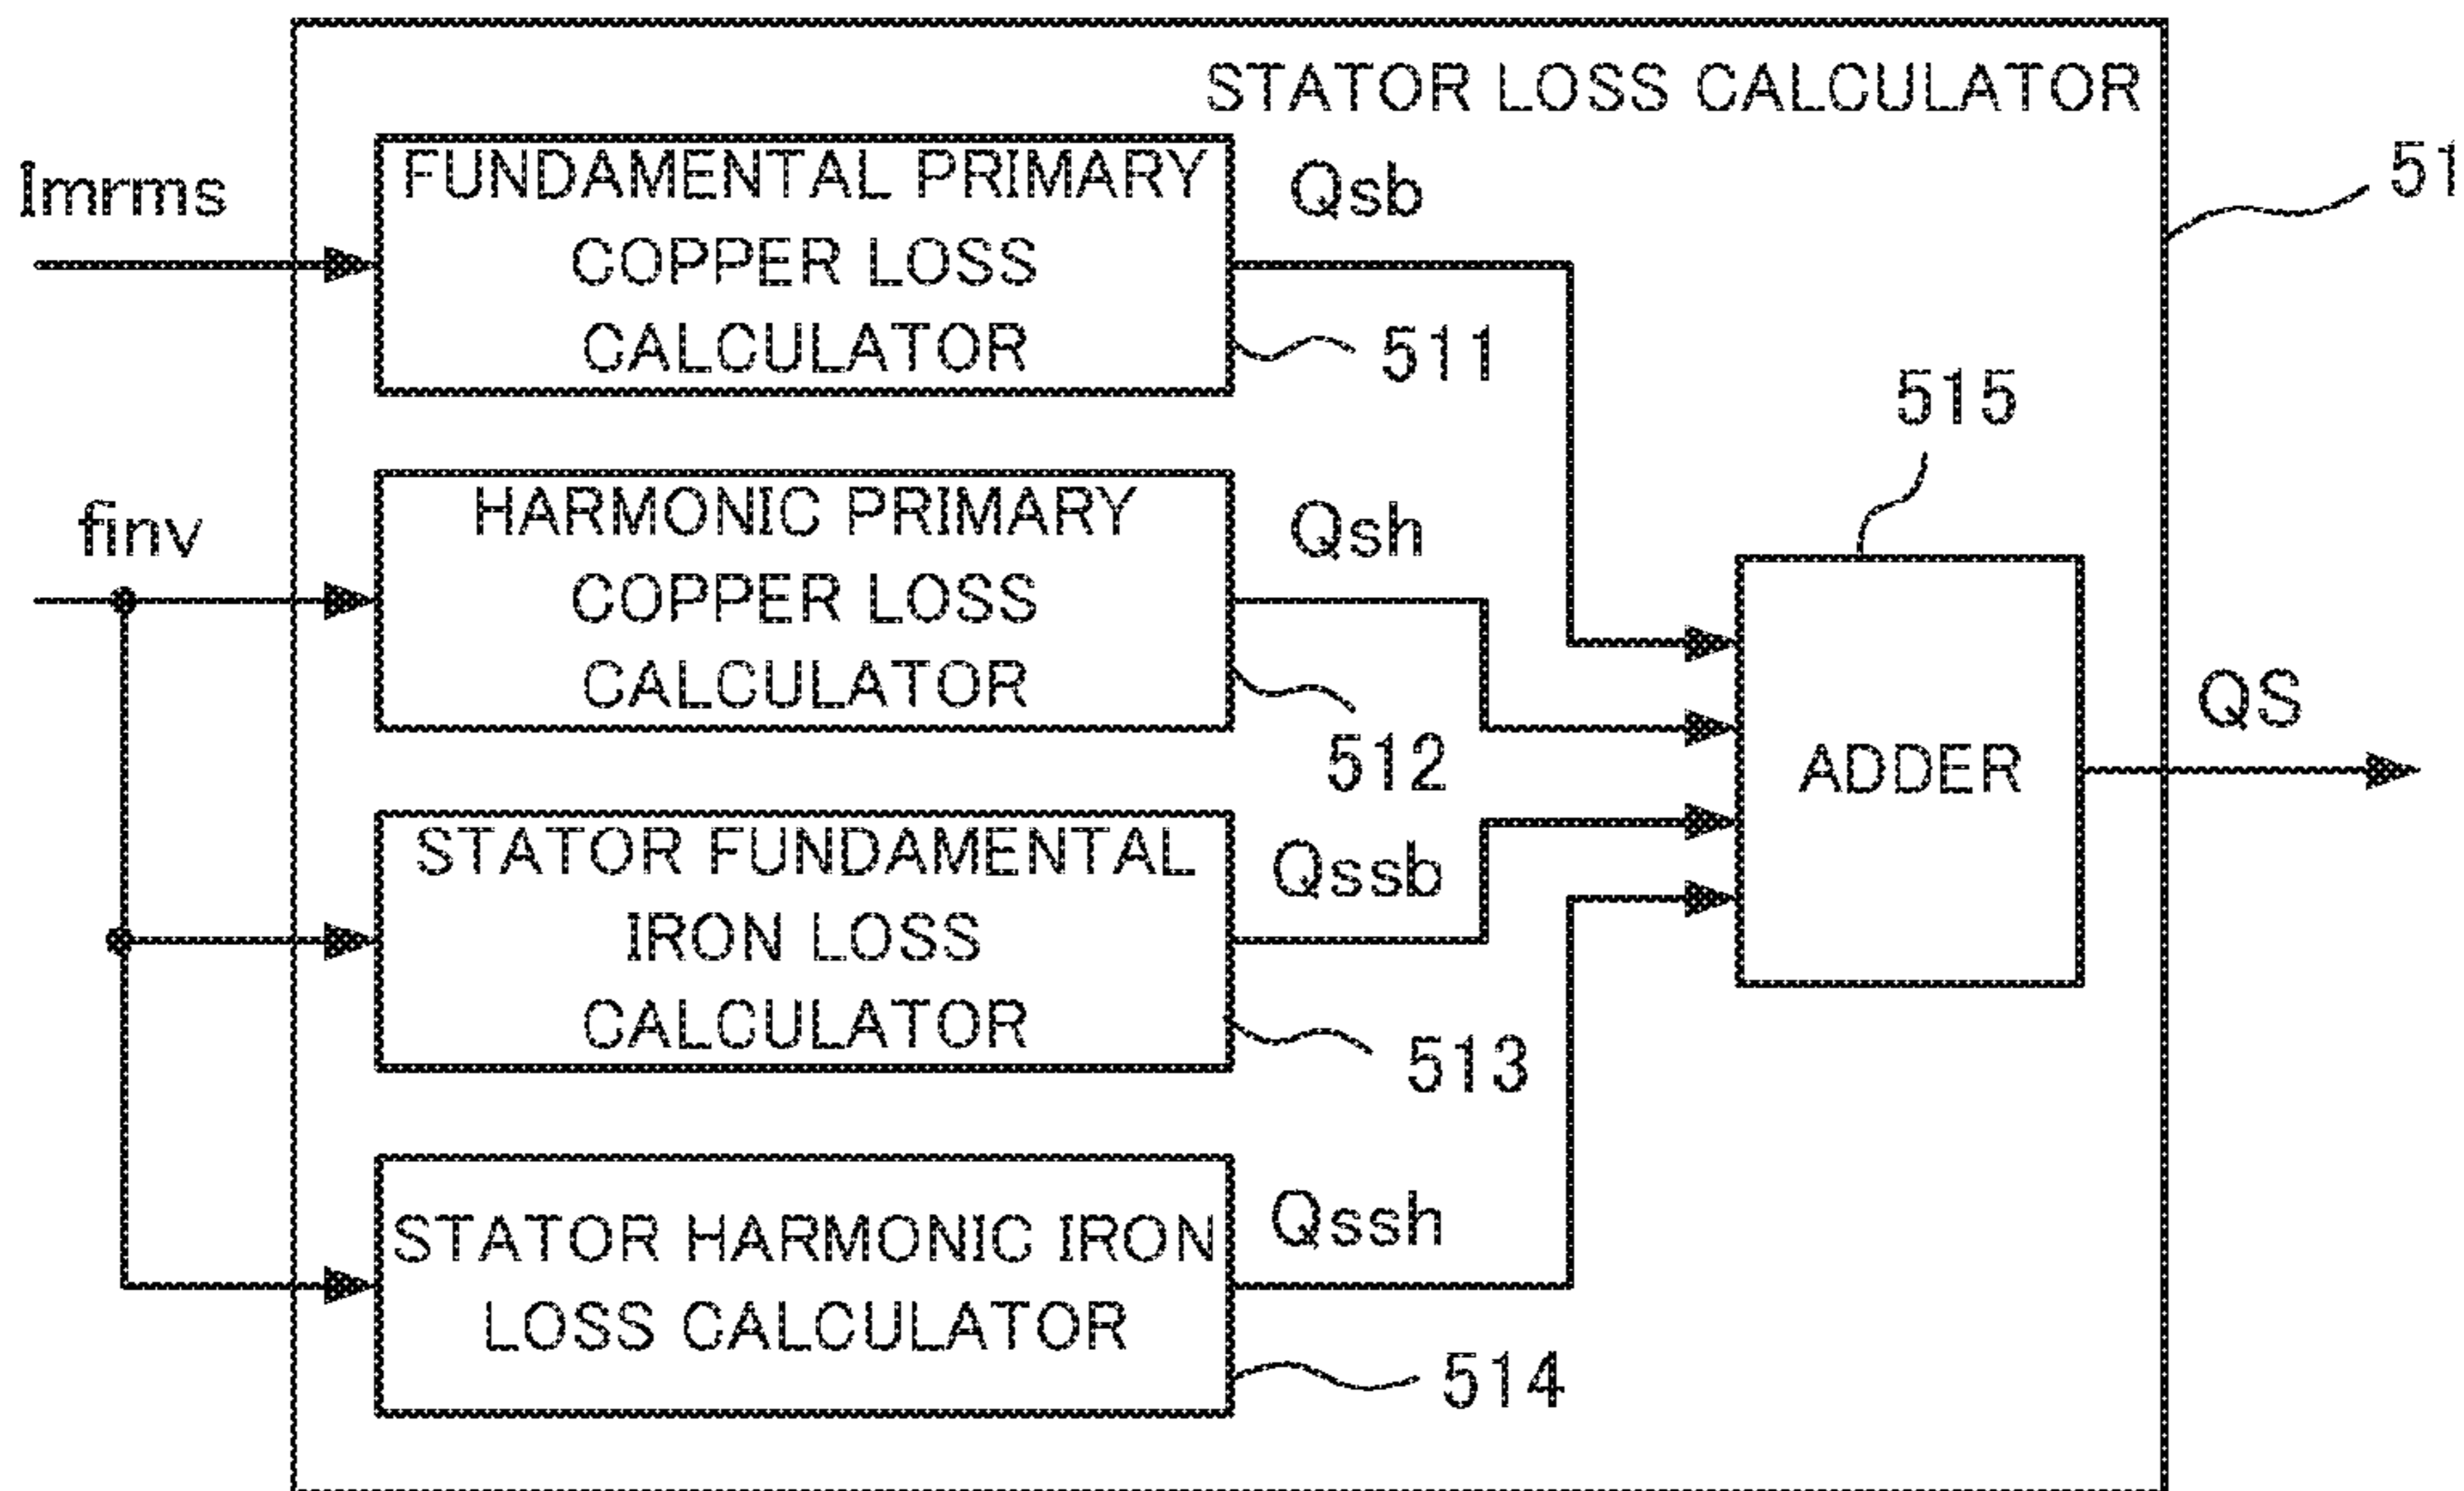 STATOR LOSS CALCULATOR
51
Imrms
FUNDAMENTAL PRIMARY
COPPER LOSS
CALCULATOR
Qsb
511
finv
HARMONIC PRIMARY
COPPER LOSS
CALCULATOR
Qsh
512
515
ADDER
QS
STATOR FUNDAMENTAL
IRON LOSS
CALCULATOR
Qssb
513
STATOR HARMONIC IRON
LOSS CALCULATOR
Qssh
514